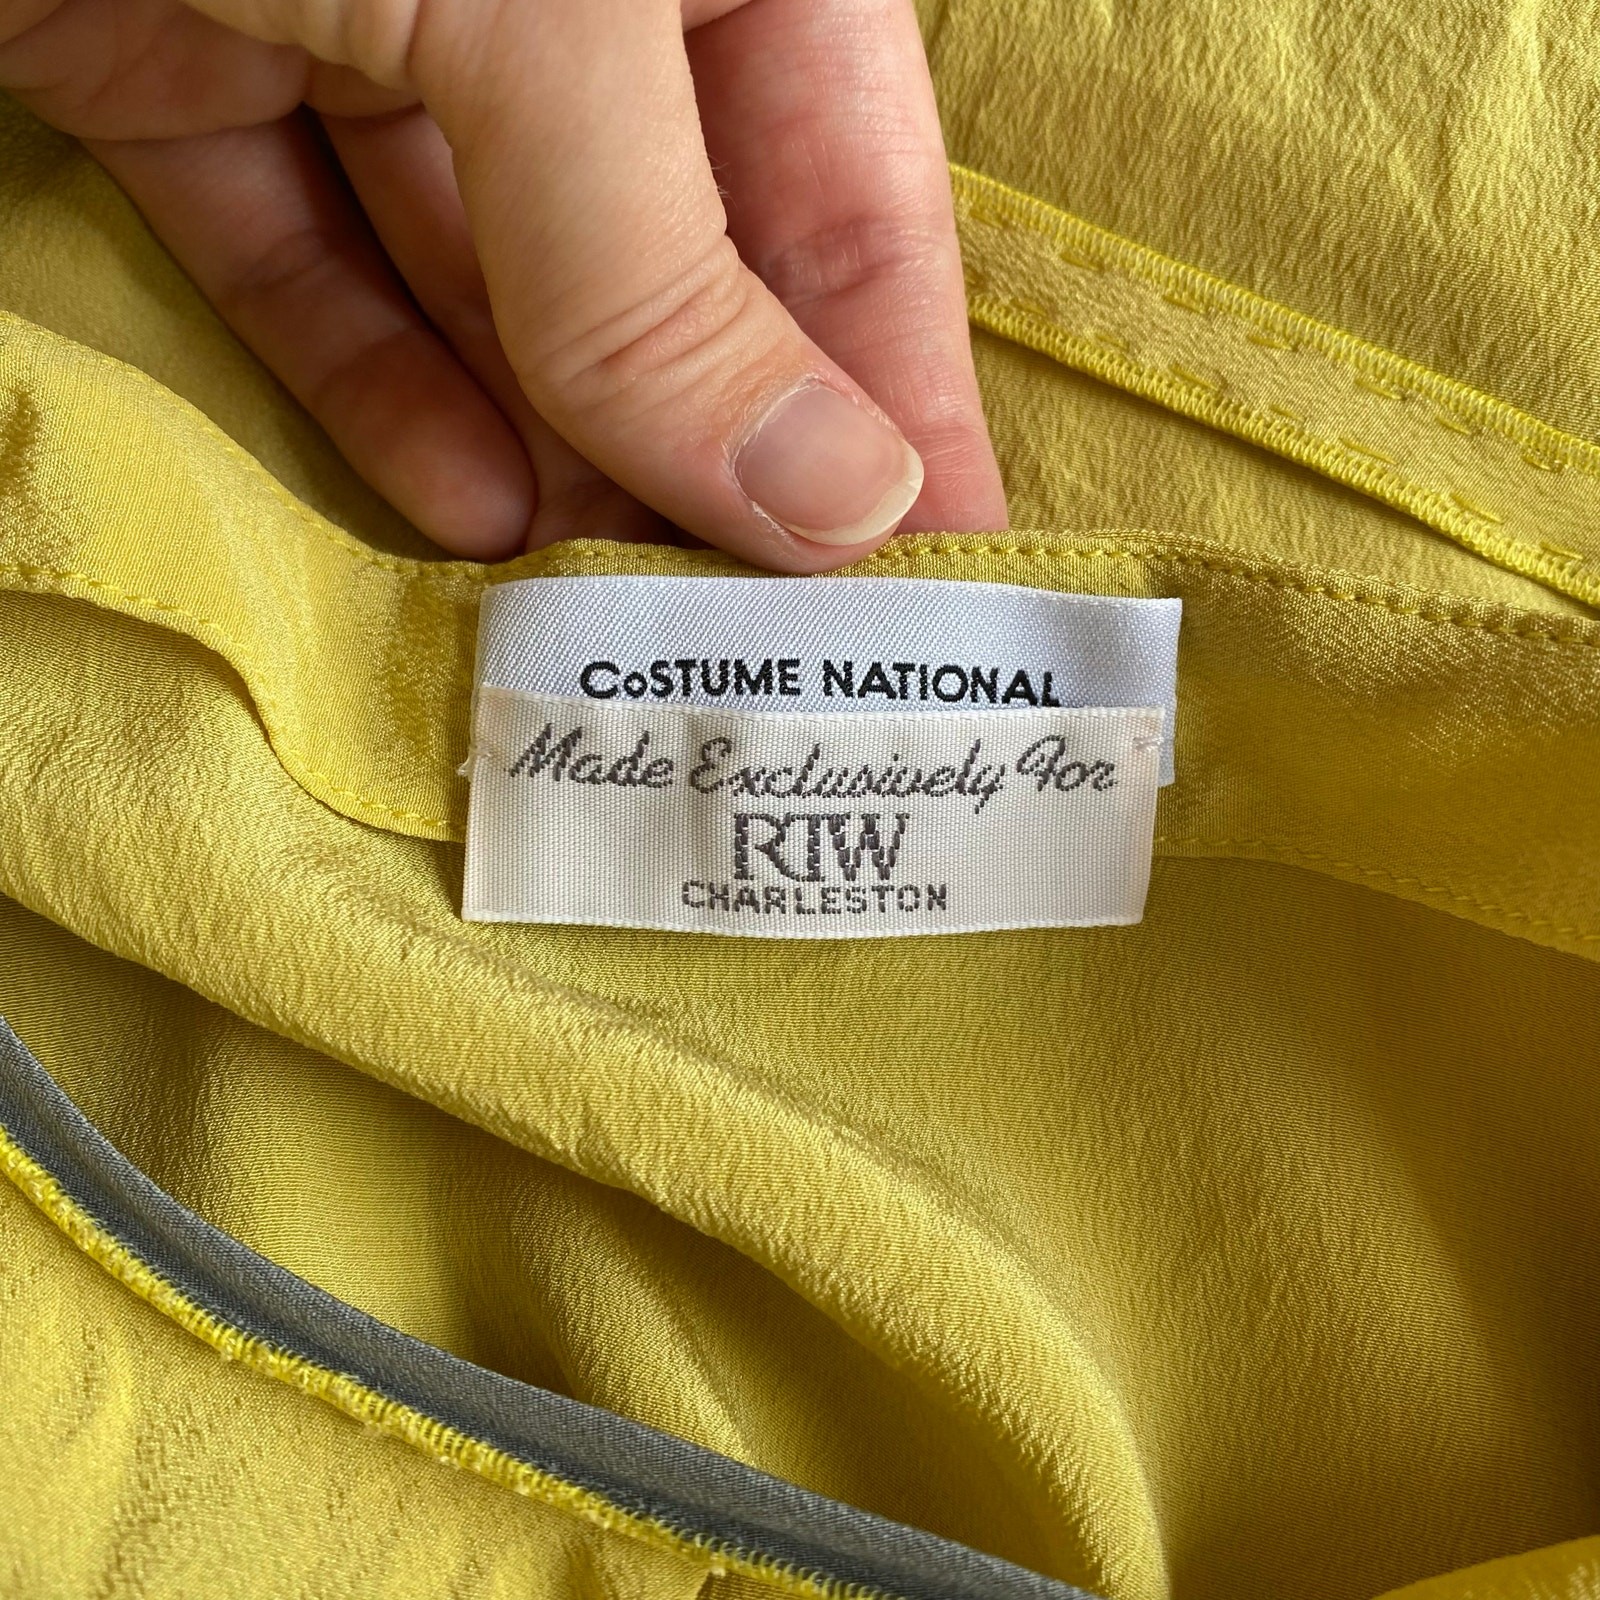 CoSTUME NATIONAL
Made Exclusively For
RTW
CHARLESTON